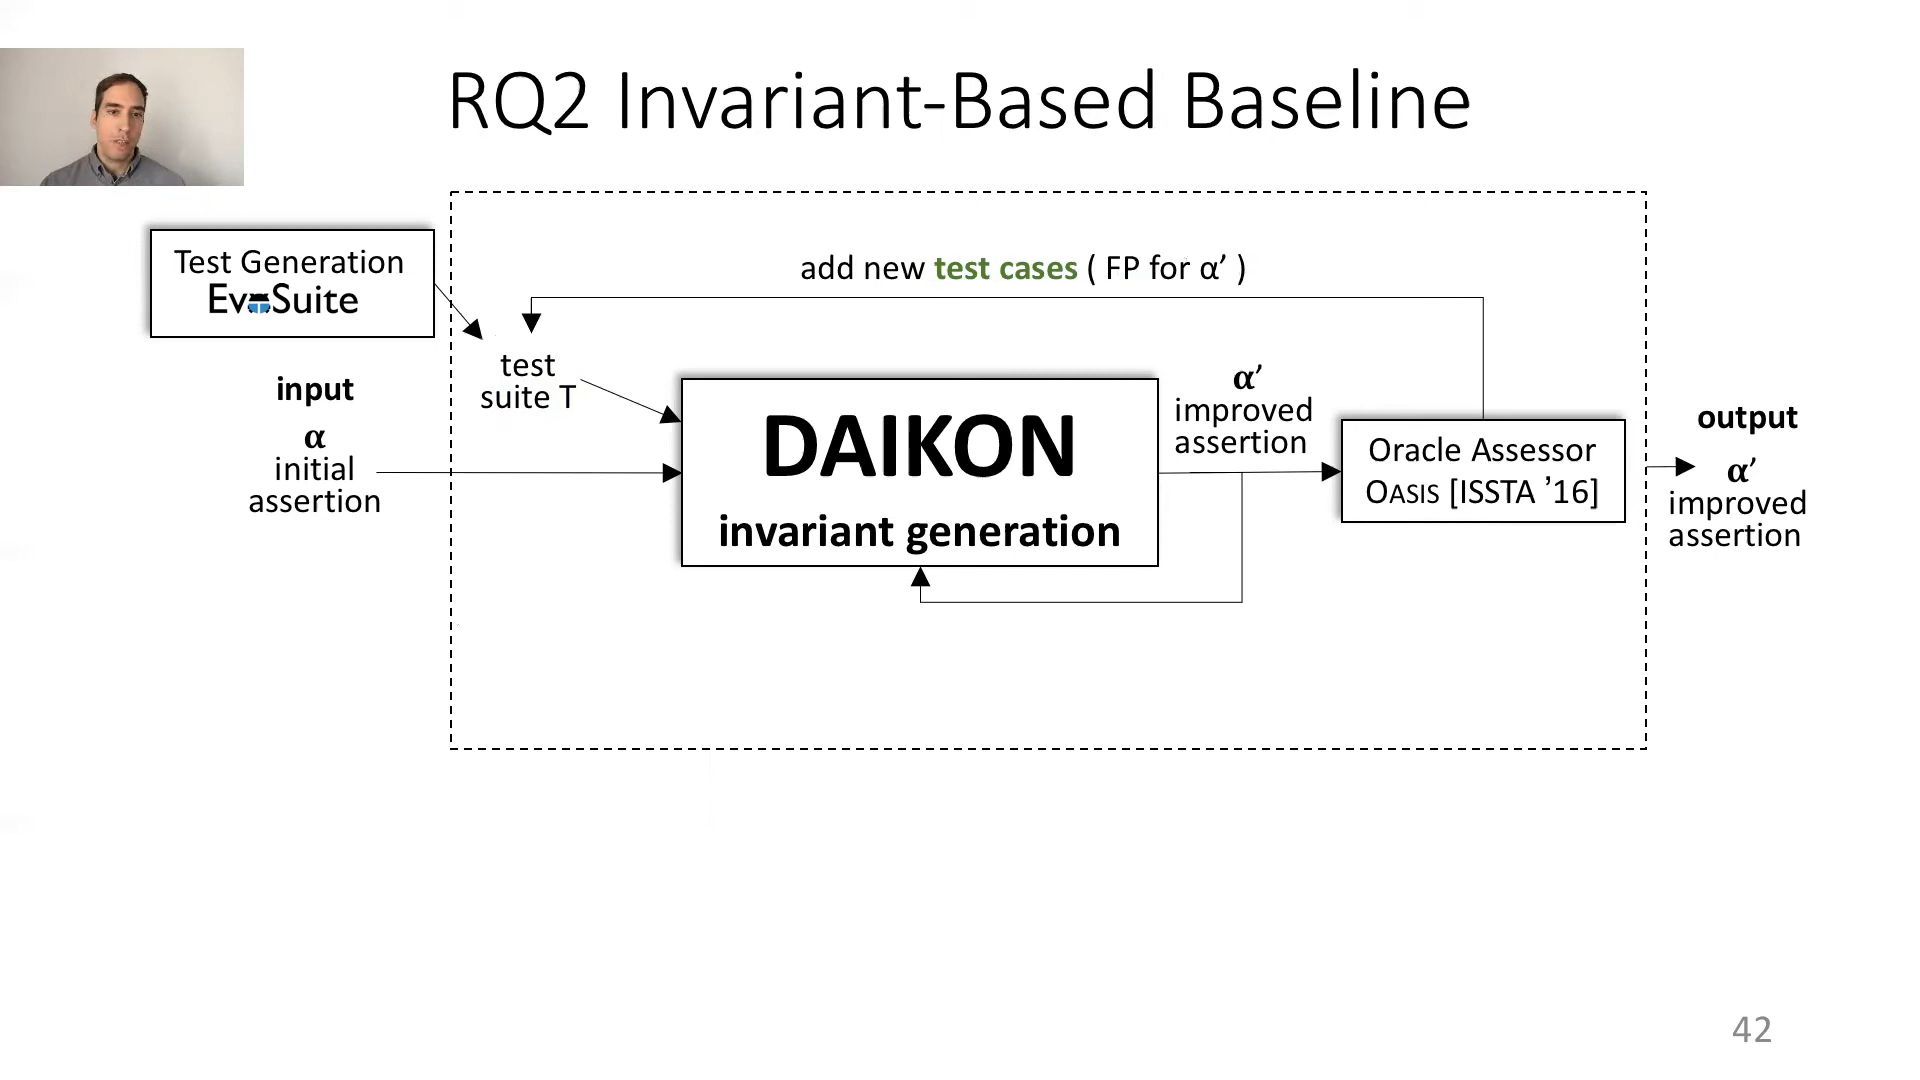 RQ2 Invariant-Based Baseline
Test Generation
EvoSuite
add new test cases ( FP for α’ )
test
suite T
input
α
initial
assertion
DAIKON
invariant generation
α’
improved
assertion
Oracle Assessor
OASIS [ISSTA ’16]
output
α’
improved
assertion
42